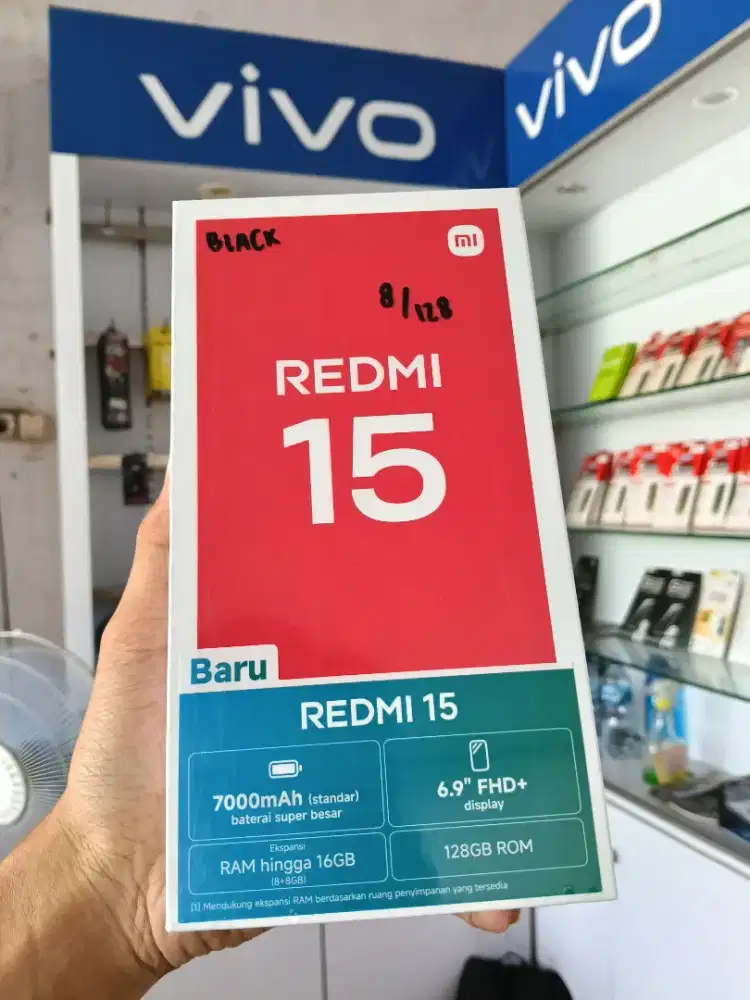 vivo
vivo
BLACK
mi
8/128
REDMI
15
Baru
REDMI 15
7000mAh (standar)
baterai super besar
6.9" FHD+
display
Ekspansi
RAM hingga 16GB
(8+8GB)
128GB ROM
[1] Mendukung ekspansi RAM berdasarkan ruang penyimpanan yang tersedia